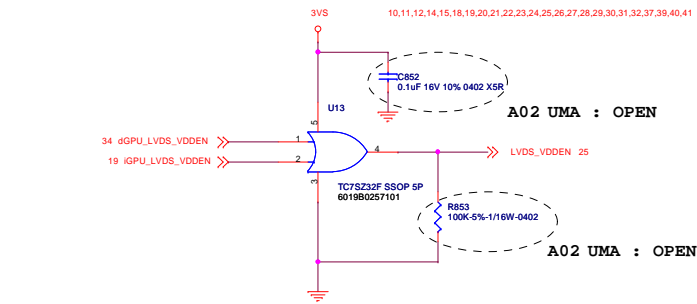 3VS 10,11,12,14,15,18,19,20,21,22,23,24,25,26,27,28,29,30,31,32,37,39,40,41
C852
0.1uF 16V 10% 0402 X5R
U13
A02 UMA : OPEN
5
34 dGPU_LVDS_VDDEN 1
4 LVDS_VDDEN 25
19 iGPU_LVDS_VDDEN 2
3
TC7SZ32F SSOP 5P
6019B0257101
R853
100K-5%-1/16W-0402
A02 UMA : OPEN